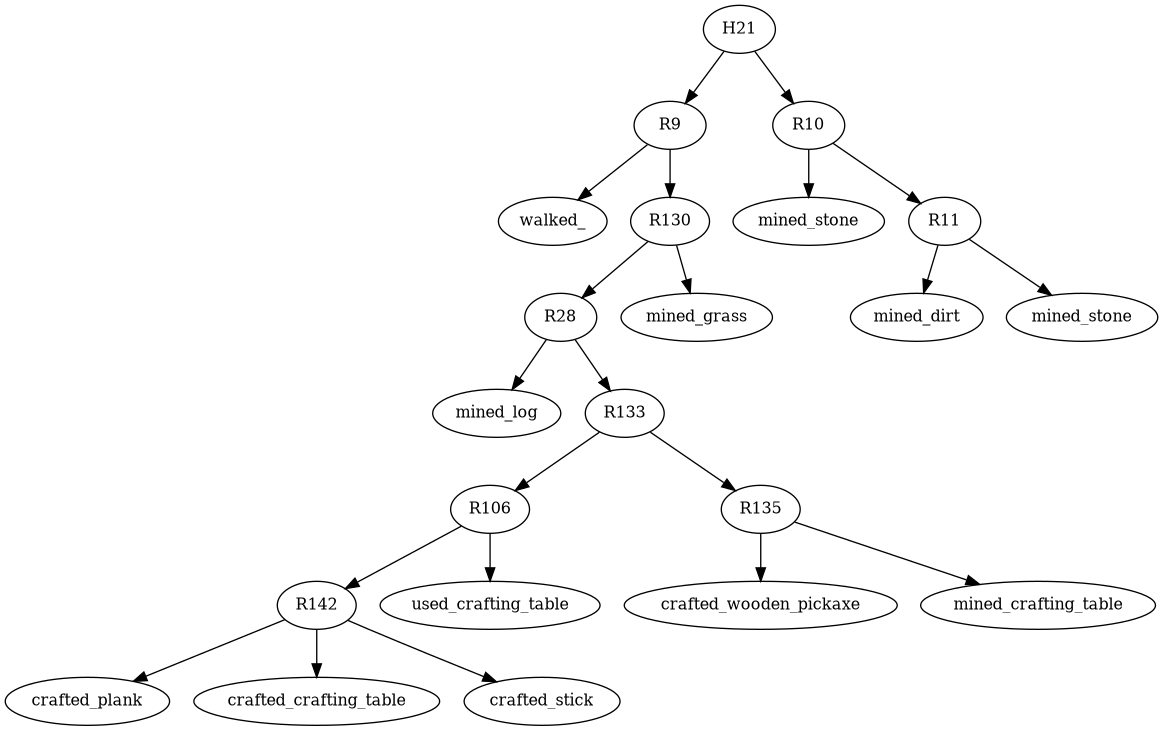 H21
R9
R10
walked_
R130
mined_stone
R11
R28
mined_grass
mined_dirt
mined_stone
mined_log
R133
R106
R135
R142
used_crafting_table
crafted_wooden_pickaxe
mined_crafting_table
crafted_plank
crafted_crafting_table
crafted_stick